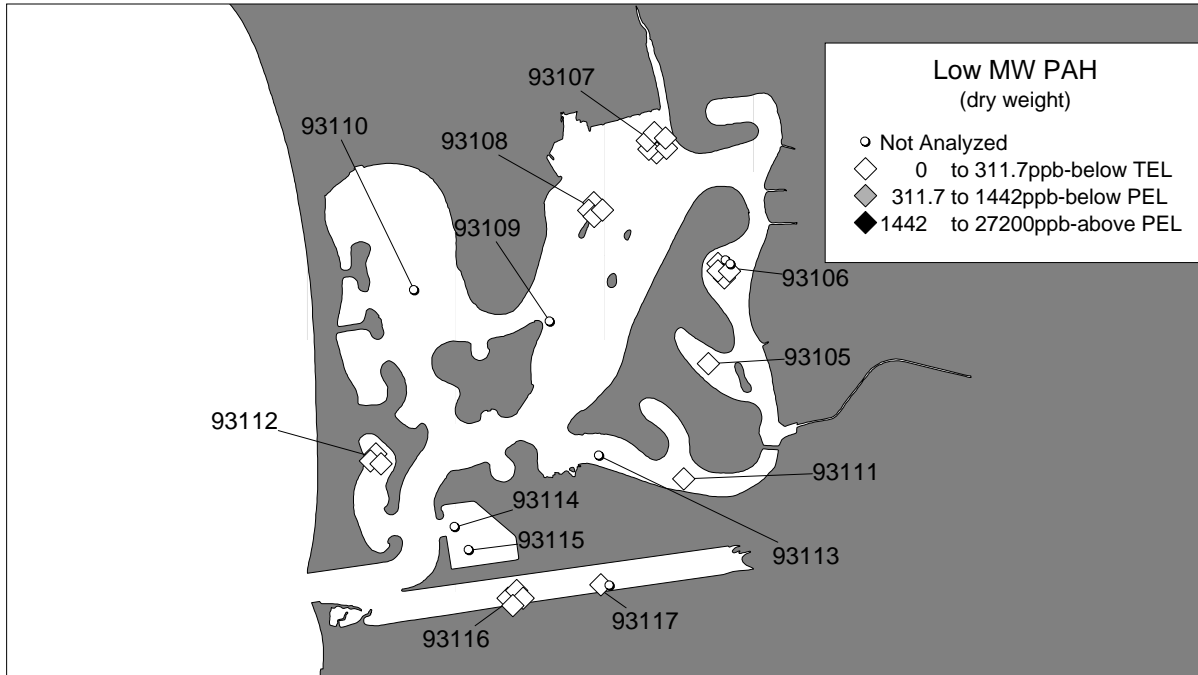 Low MW PAH
(dry weight)
Not Analyzed
0 to 311.7ppb-below TEL
311.7 to 1442ppb-below PEL
1442 to 27200ppb-above PEL
93107
93110
93108
93109
93106
93105
93112
93111
93114
93115
93113
93117
93116